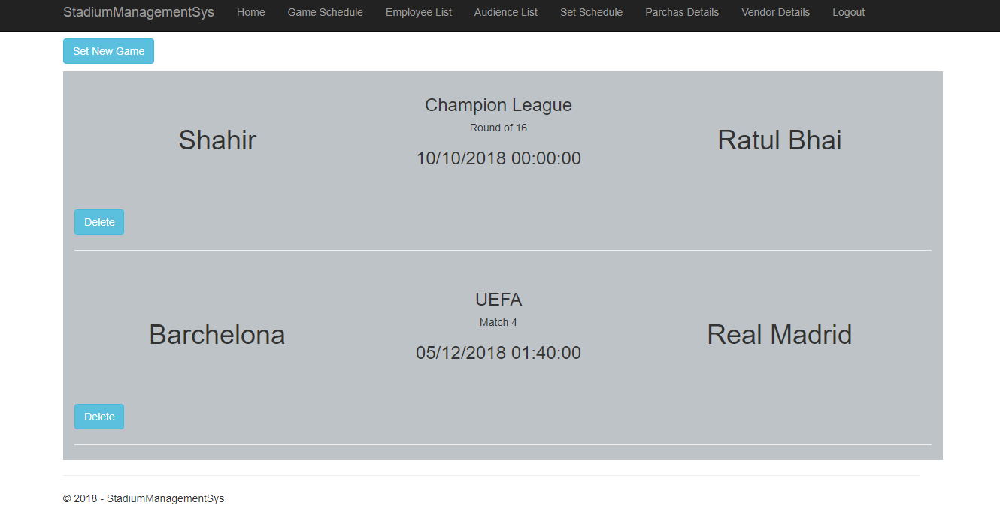 StadiumManagementSys Home Game Schedule Employee List Audience List Set Schedule Parchas Details Vendor Details Logout
Set New Game
Champion League
Round of 16
Shahir
Ratul Bhai
10/10/2018 00:00:00
Delete
UEFA
Match 4
Barchelona
Real Madrid
05/12/2018 01:40:00
Delete
© 2018 - StadiumManagementSys